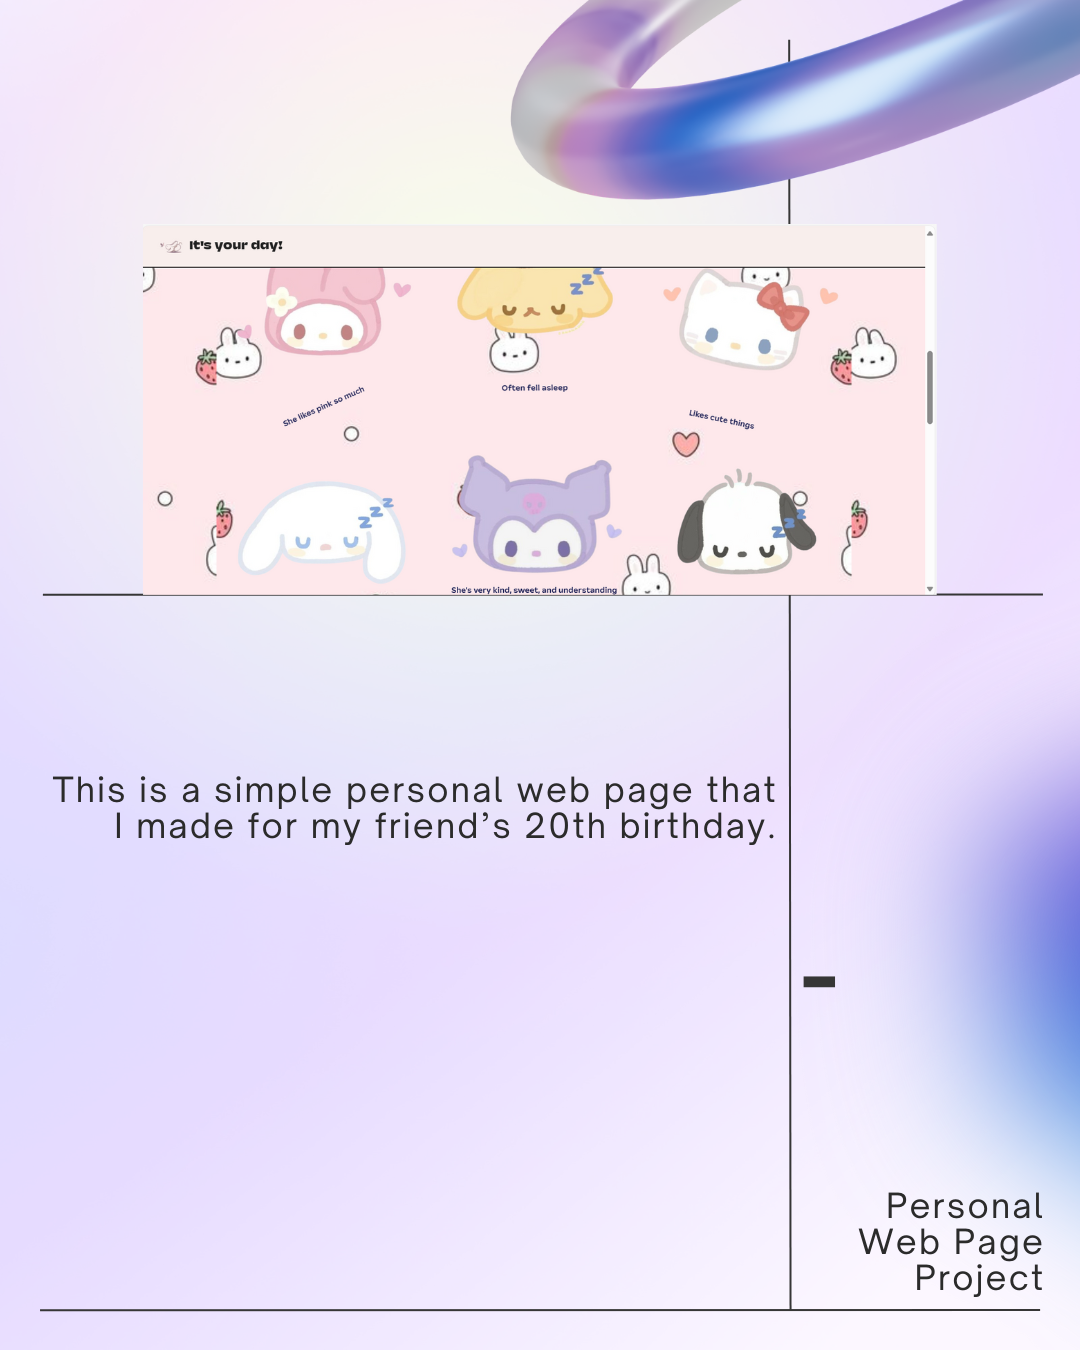 It's your day!
She likes pink so much
Often fell asleep
Likes cute things
She's very kind, sweet, and understanding
This is a simple personal web page that
I made for my friend’s 20th birthday.
Personal
Web Page
Project